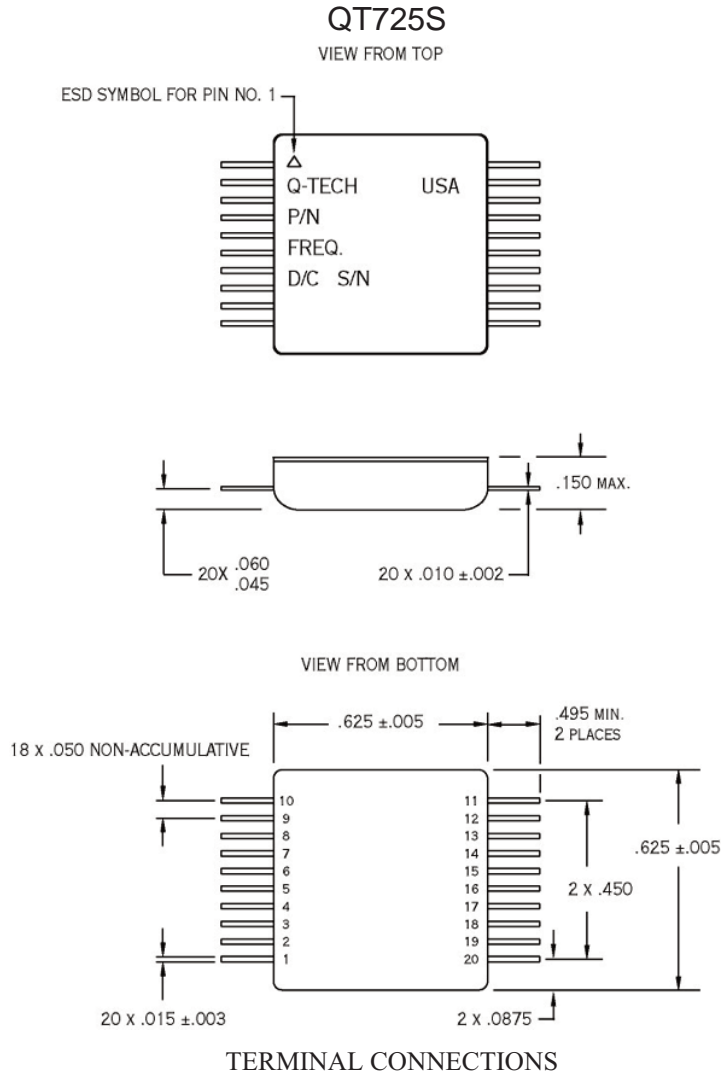 QT725S
VIEW FROM TOP
ESD SYMBOL FOR PIN NO. 1
Q-TECH USA
P/N
FREQ.
D/C S/N
.150 MAX.
20X .060
.045
20 x .010 ±.002
VIEW FROM BOTTOM
.625 ±.005
.495 MIN.
2 PLACES
18 x .050 NON-ACCUMULATIVE
10 11
9 12
8 13
7 14
6 15
5 16
4 17
3 18
2 19
1 20
.625 ±.005
2 x .450
20 x .015 ±.003
2 x .0875
TERMINAL CONNECTIONS